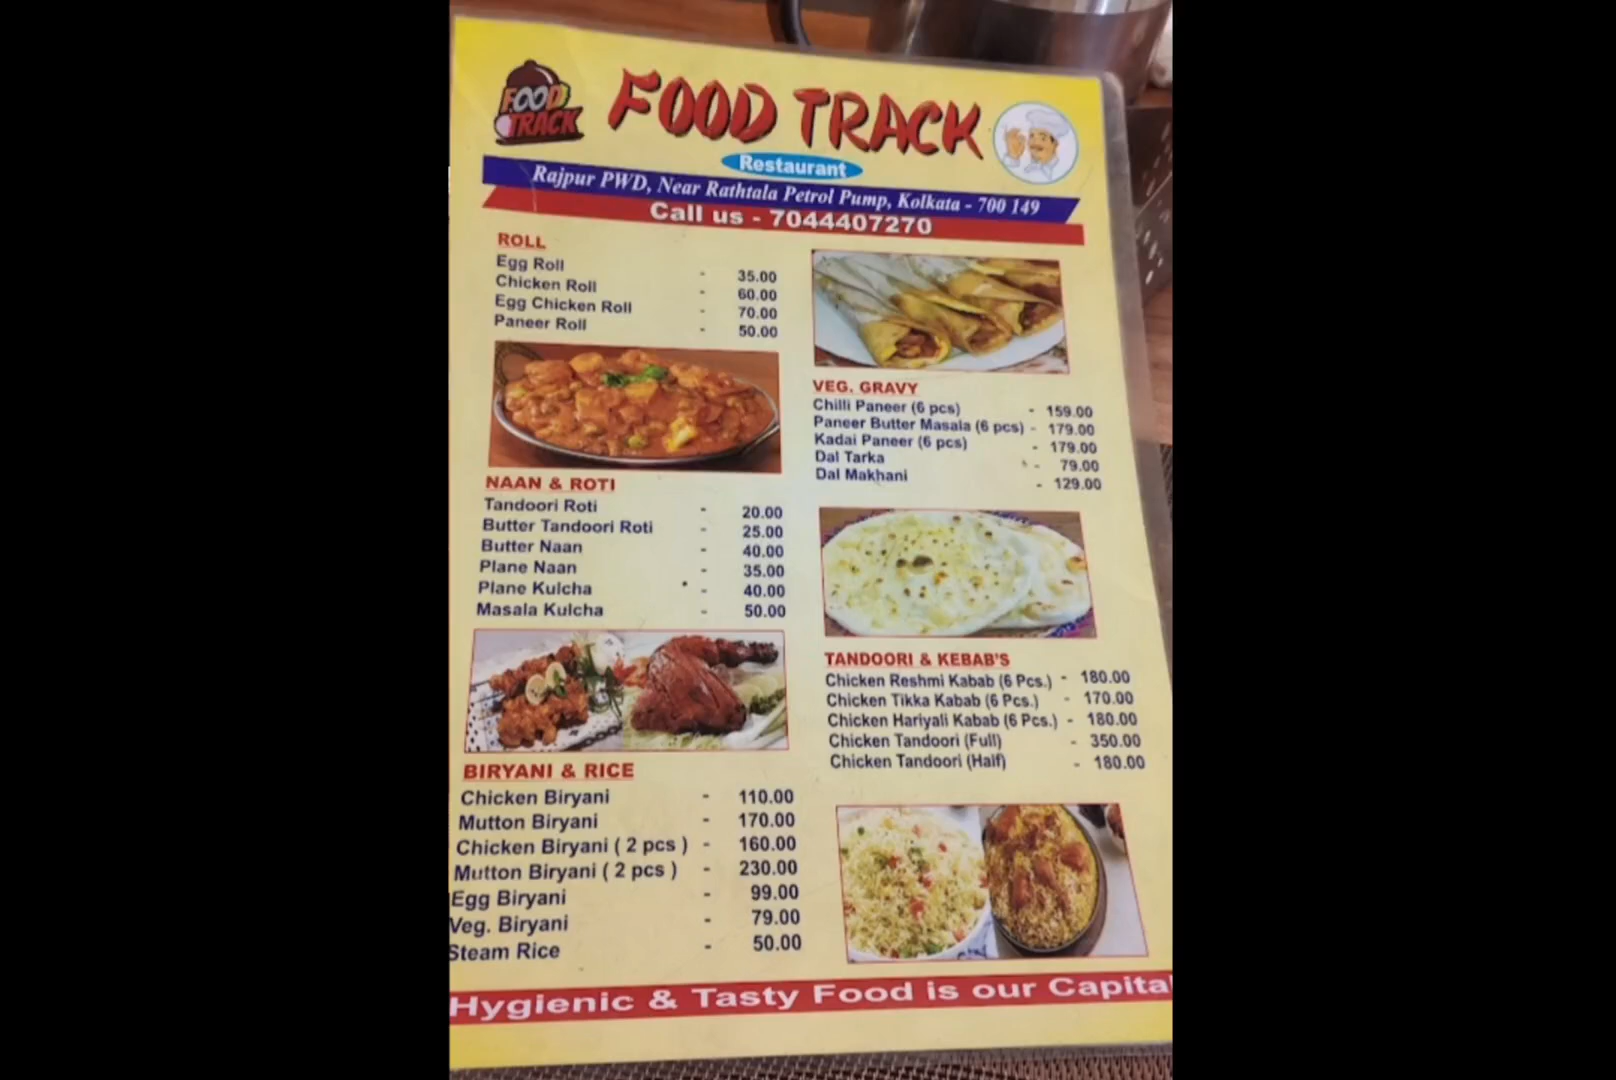 FOOD TRACK
FOOD TRACK
Restaurant
Rajpur PWD, Near Rathtala Petrol Pump, Kolkata - 700 149
Call us - 7044407270
ROLL
Egg Roll - 35.00
Chicken Roll - 60.00
Egg Chicken Roll - 70.00
Paneer Roll - 50.00
NAAN & ROTI
Tandoori Roti - 20.00
Butter Tandoori Roti - 25.00
Butter Naan - 40.00
Plane Naan - 35.00
Plane Kulcha - 40.00
Masala Kulcha - 50.00
BIRYANI & RICE
Chicken Biryani - 110.00
Mutton Biryani - 170.00
Chicken Biryani ( 2 pcs ) - 160.00
Mutton Biryani ( 2 pcs ) - 230.00
Egg Biryani - 99.00
Veg. Biryani - 79.00
Steam Rice - 50.00
VEG. GRAVY
Chilli Paneer (6 pcs) - 159.00
Paneer Butter Masala (6 pcs) - 179.00
Kadai Paneer (6 pcs) - 179.00
Dal Tarka - 79.00
Dal Makhani - 129.00
TANDOORI & KEBAB'S
Chicken Reshmi Kabab (6 Pcs.) - 180.00
Chicken Tikka Kabab (6 Pcs.) - 170.00
Chicken Hariyali Kabab (6 Pcs.) - 180.00
Chicken Tandoori (Full) - 350.00
Chicken Tandoori (Half) - 180.00
Hygienic & Tasty Food is our Capita